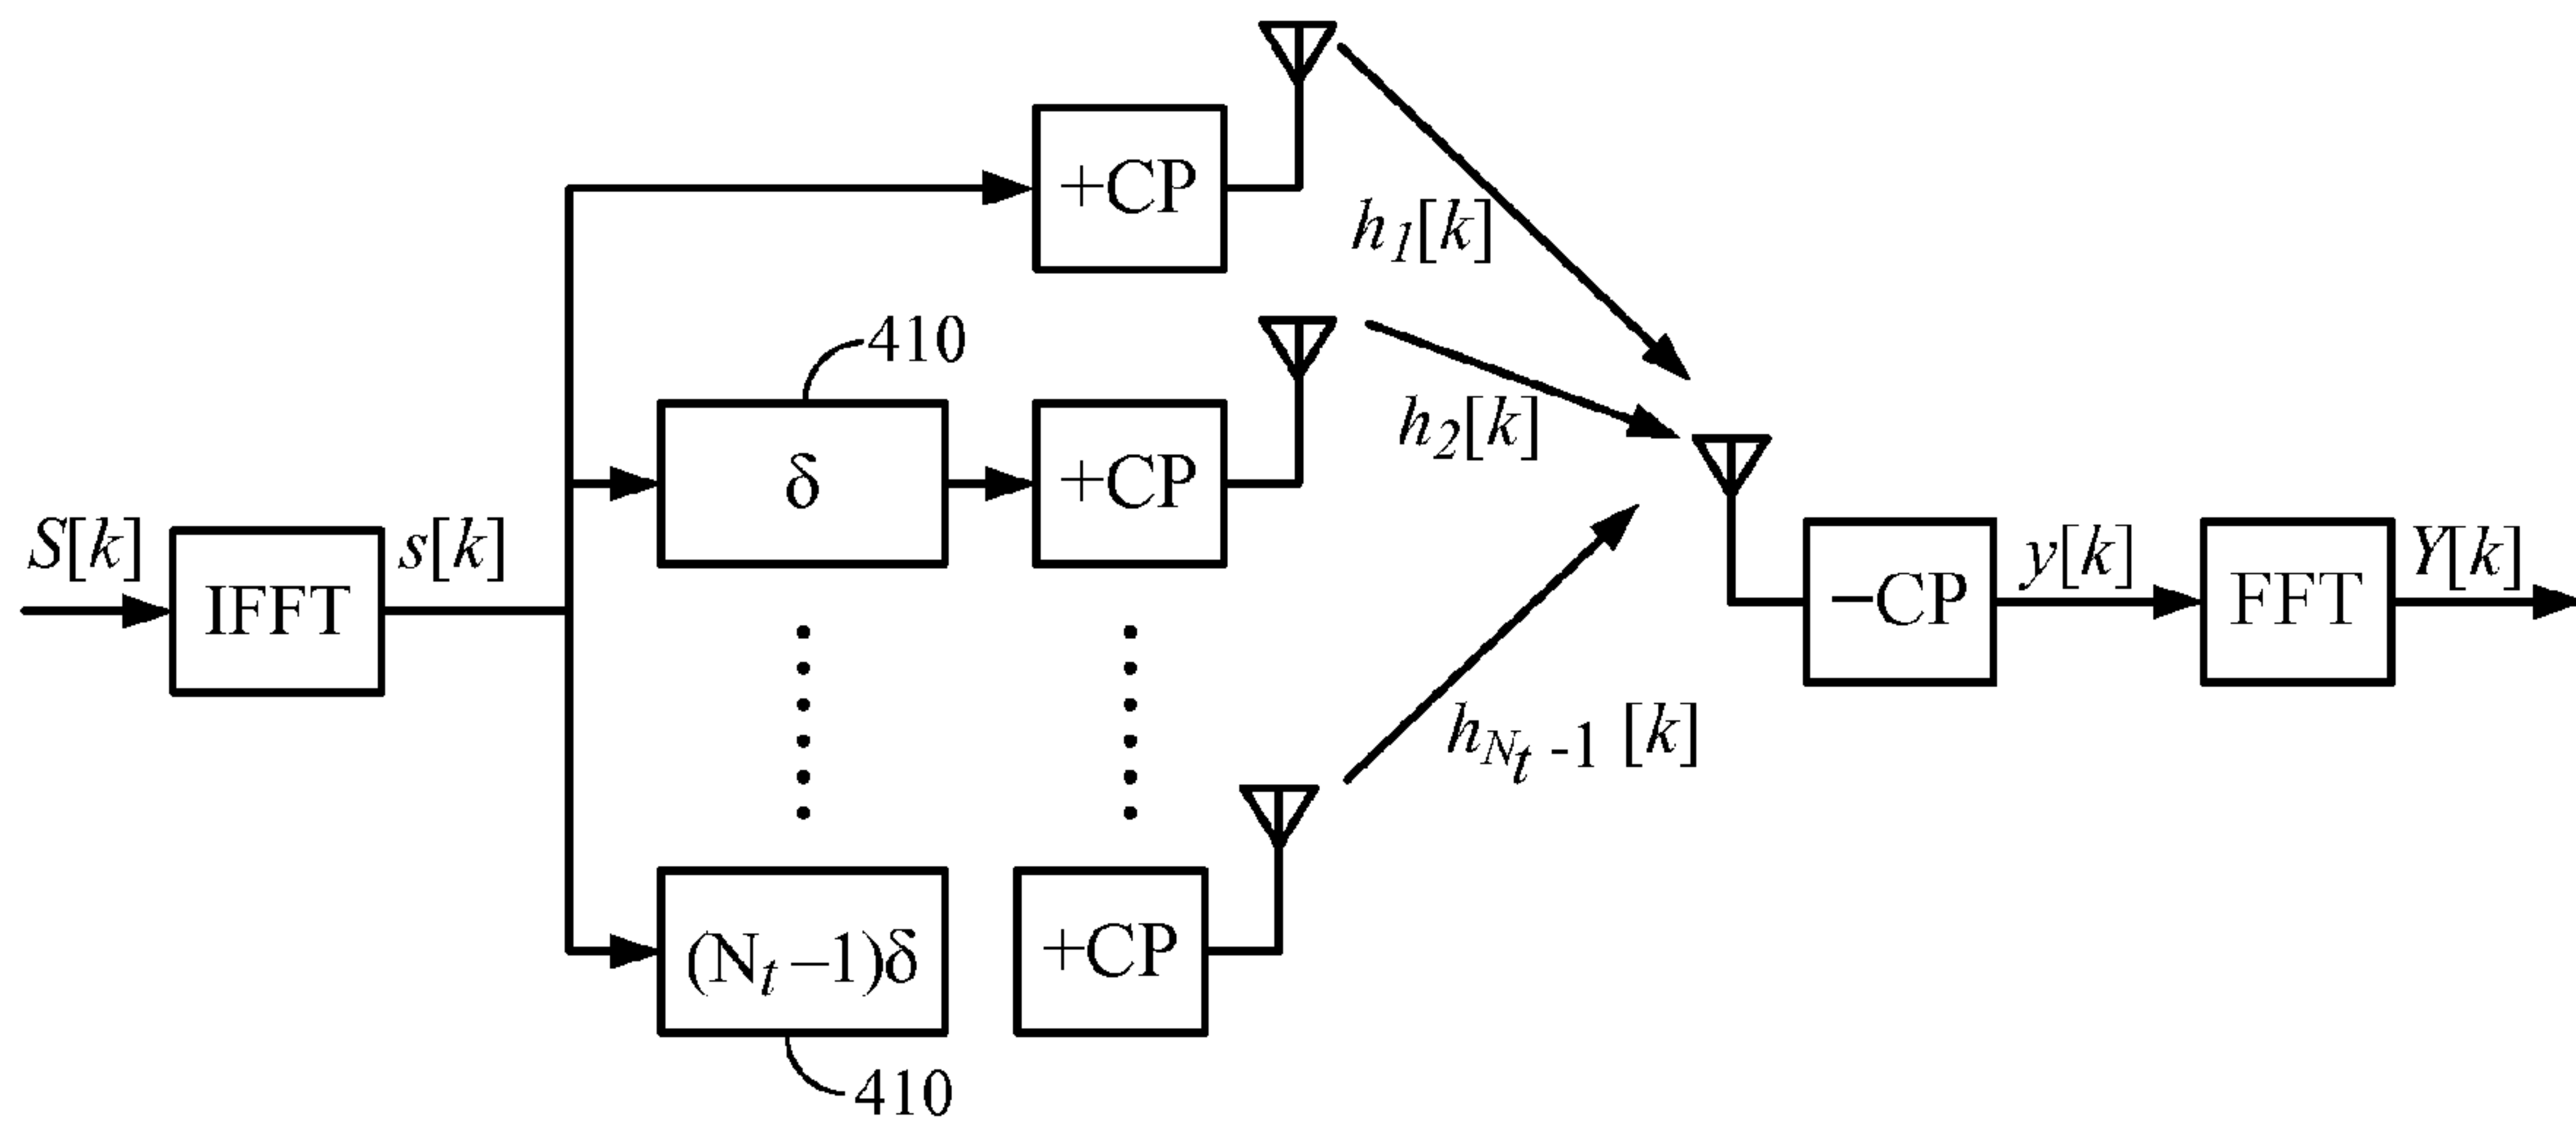 +CP
h1[k]
410
δ
+CP
h2[k]
S[k]
IFFT
s[k]
−CP
y[k]
FFT
Y[k]
hNt -1 [k]
(Nt −1)δ
+CP
410